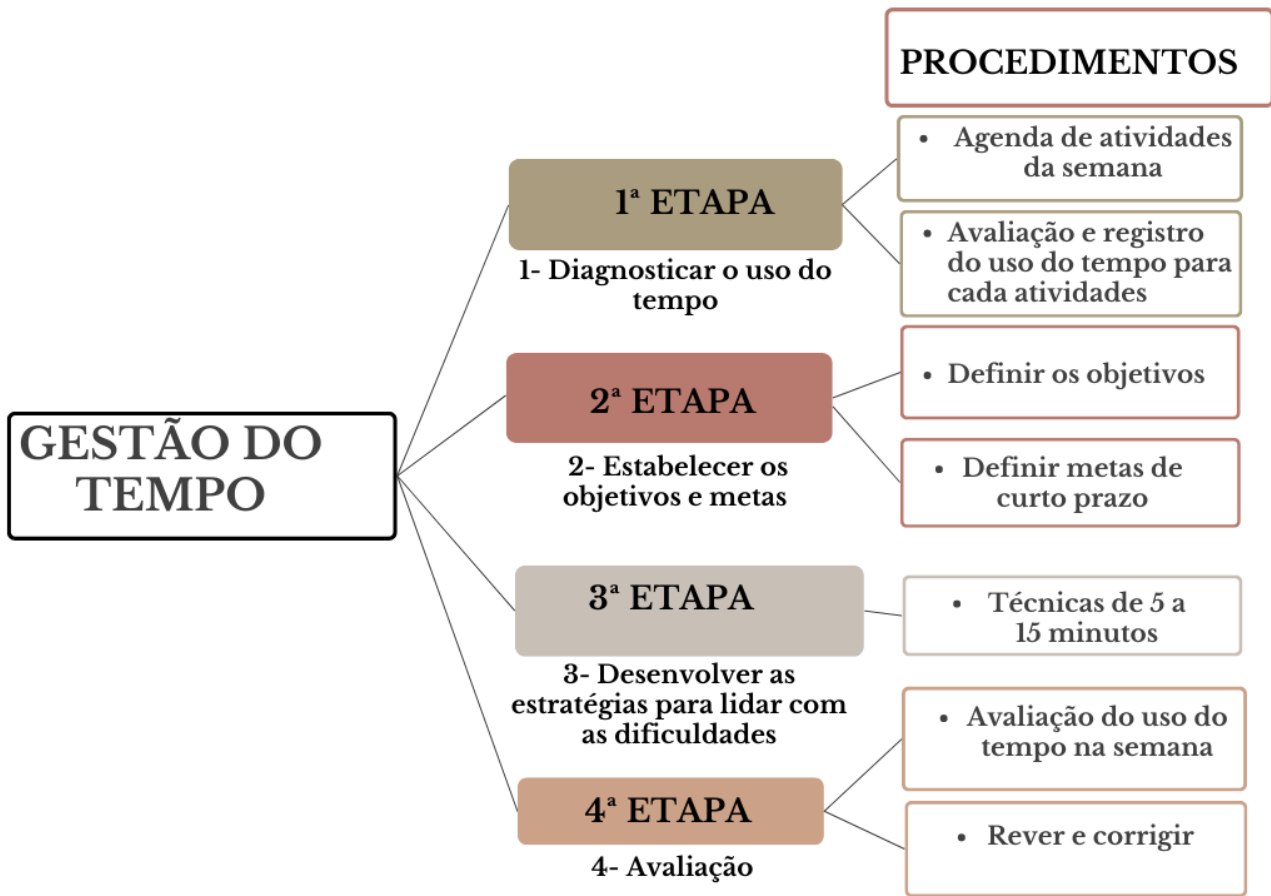 PROCEDIMENTOS
GESTÃO DO
TEMPO
1ª ETAPA
1- Diagnosticar o uso do
tempo
• Agenda de atividades
da semana
• Avaliação e registro
do uso do tempo para
cada atividades
2ª ETAPA
2- Estabelecer os
objetivos e metas
• Definir os objetivos
• Definir metas de
curto prazo
3ª ETAPA
3- Desenvolver as
estratégias para lidar com
as dificuldades
• Técnicas de 5 a
15 minutos
4ª ETAPA
4- Avaliação
• Avaliação do uso do
tempo na semana
• Rever e corrigir